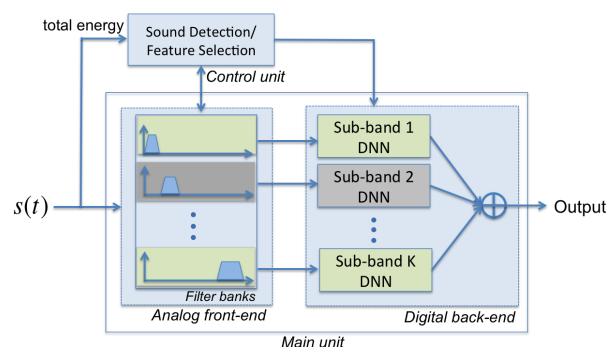 total energy
Sound Detection/
Feature Selection
Control unit
s(t)
Sub-band 1
DNN
Sub-band 2
DNN
Sub-band K
DNN
Output
Filter banks
Analog front-end
Digital back-end
Main unit